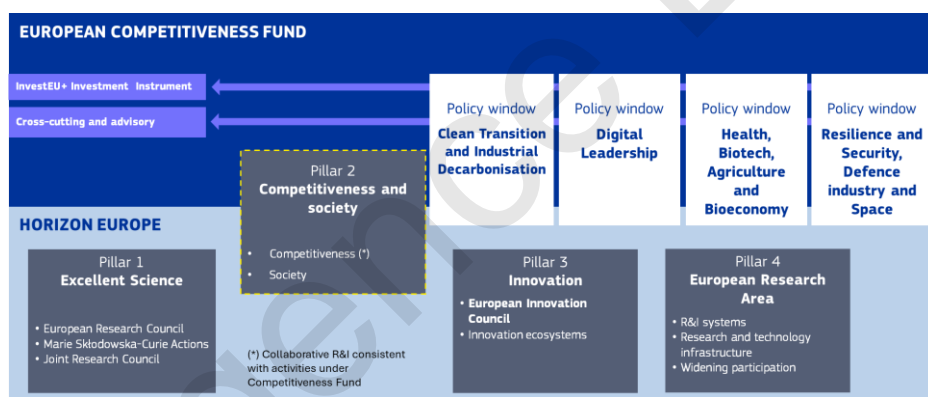 EUROPEAN COMPETITIVENESS FUND
InvestEU+ Investment Instrument
Cross-cutting and advisory
Policy window
Clean Transition
and Industrial
Decarbonisation
Policy window
Digital
Leadership
Policy window
Health,
Biotech,
Agriculture
and
Bioeconomy
Policy window
Resilience and
Security,
Defence
industry and
Space
Pillar 2
Competitiveness and
society
• Competitiveness (*)
• Society
HORIZON EUROPE
Pillar 1
Excellent Science
• European Research Council
• Marie Skłodowska-Curie Actions
• Joint Research Council
(*) Collaborative R&I consistent
with activities under
Competitiveness Fund
Pillar 3
Innovation
• European Innovation
Council
• Innovation ecosystems
Pillar 4
European Research
Area
• R&I systems
• Research and technology
infrastructure
• Widening participation